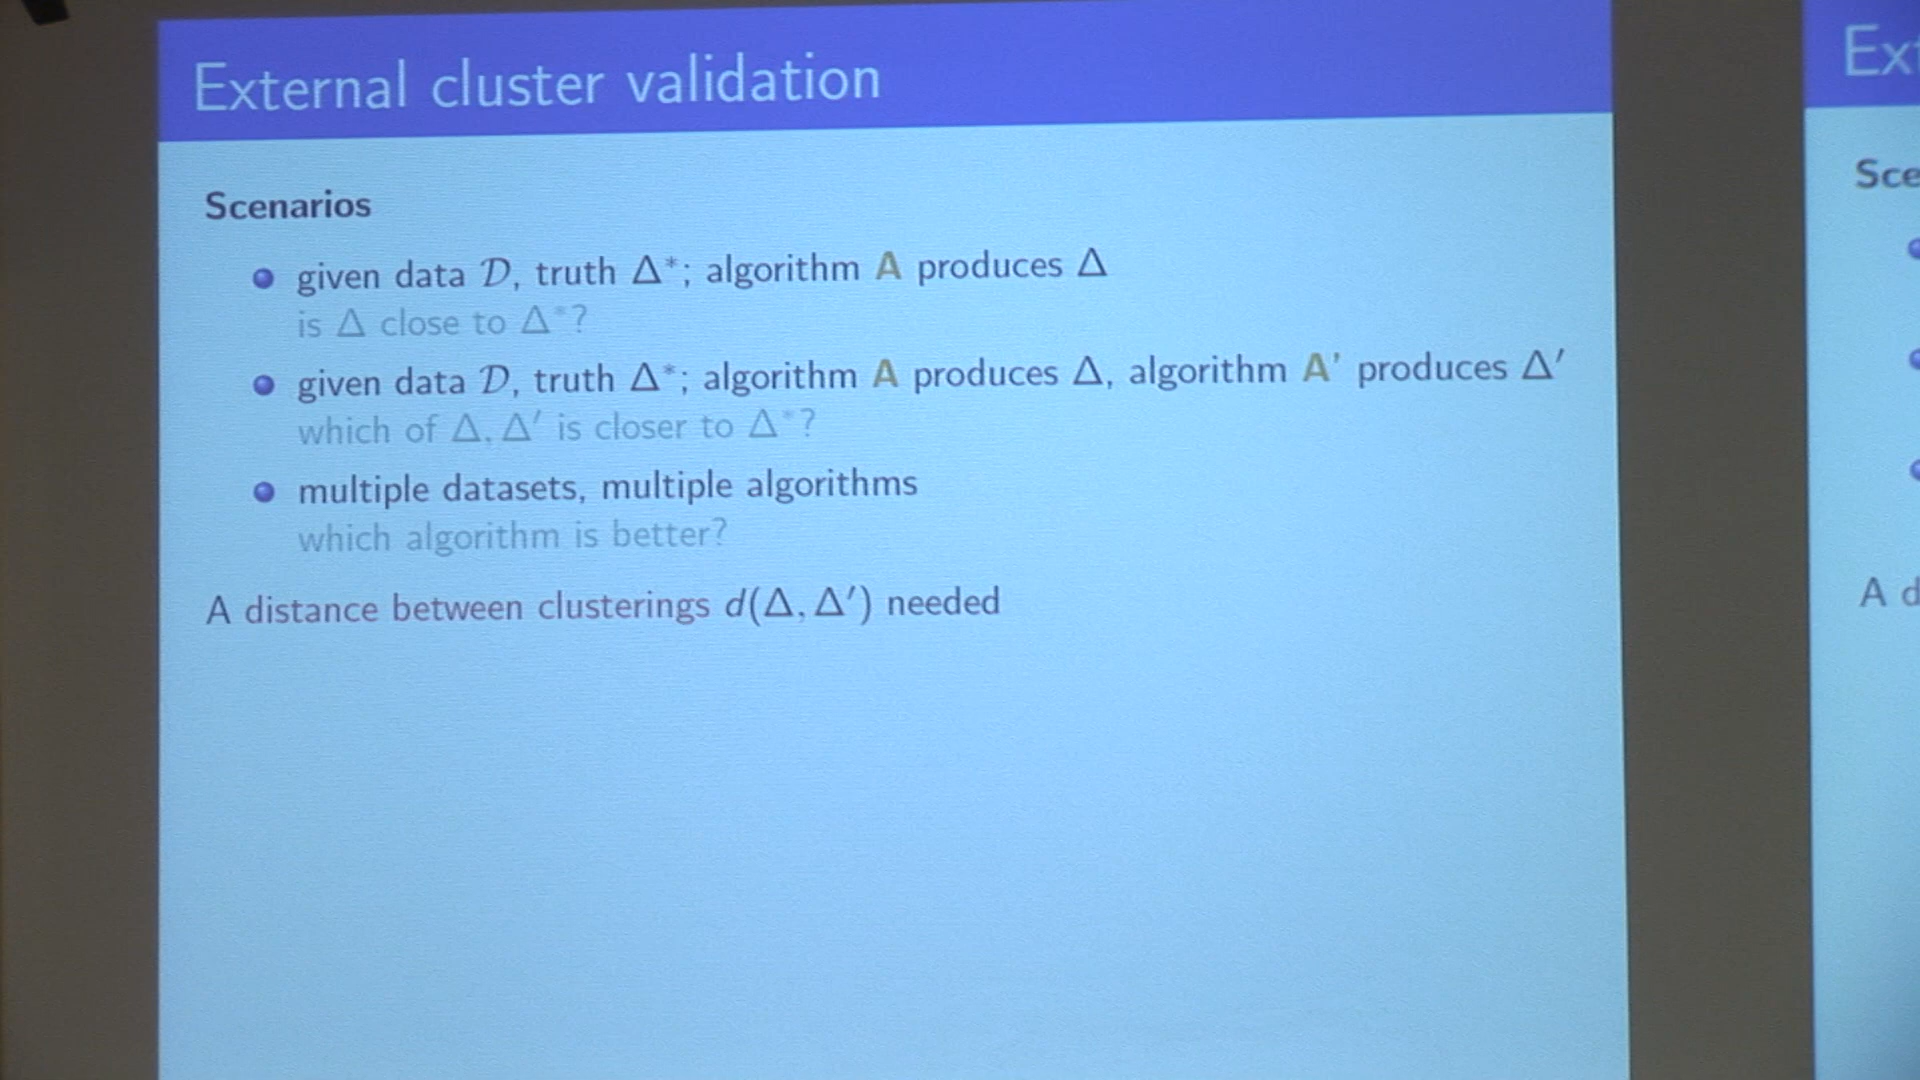 External cluster validation
Scenarios
given data 𝒟, truth Δ*; algorithm A produces Δ
is Δ close to Δ*?
given data 𝒟, truth Δ*; algorithm A produces Δ, algorithm A' produces Δ′
which of Δ, Δ′ is closer to Δ*?
multiple datasets, multiple algorithms
which algorithm is better?
A distance between clusterings d(Δ, Δ′) needed
Ext
Sce
A d